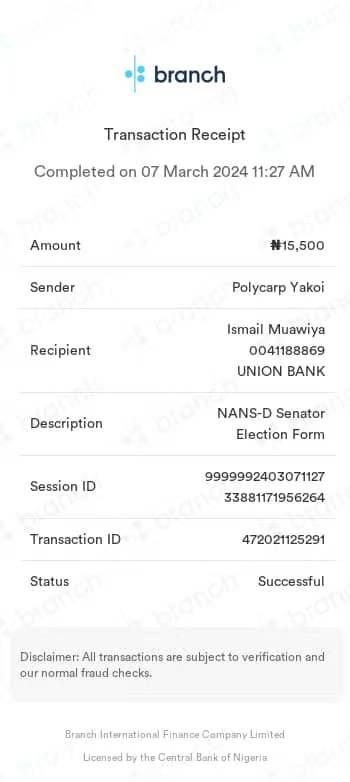 branch
Transaction Receipt
Completed on 07 March 2024 11:27 AM
Amount ₦15,500
Sender Polycarp Yakoi
Recipient
Ismail Muawiya
0041188869
UNION BANK
Description
NANS-D Senator
Election Form
Session ID
9999992403071127
33881171956264
Transaction ID 472021125291
Status Successful
Disclaimer: All transactions are subject to verification and
our normal fraud checks.
Branch International Finance Company Limited
Licensed by the Central Bank of Nigeria